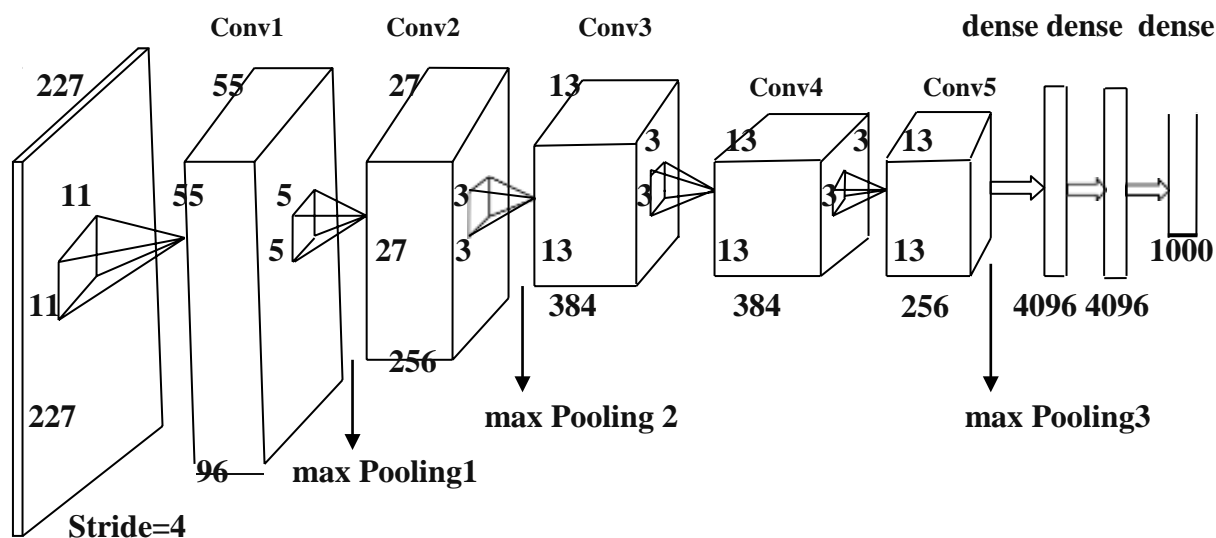 Conv1 Conv2 Conv3 dense dense dense
227 55 27 13 Conv4 Conv5
3 13 3 13
11 55 5 3 3 3
11 5 27 3 13 13 13 1000
384 384 256 4096 4096
256
227 max Pooling 2 max Pooling3
96 max Pooling1
Stride=4